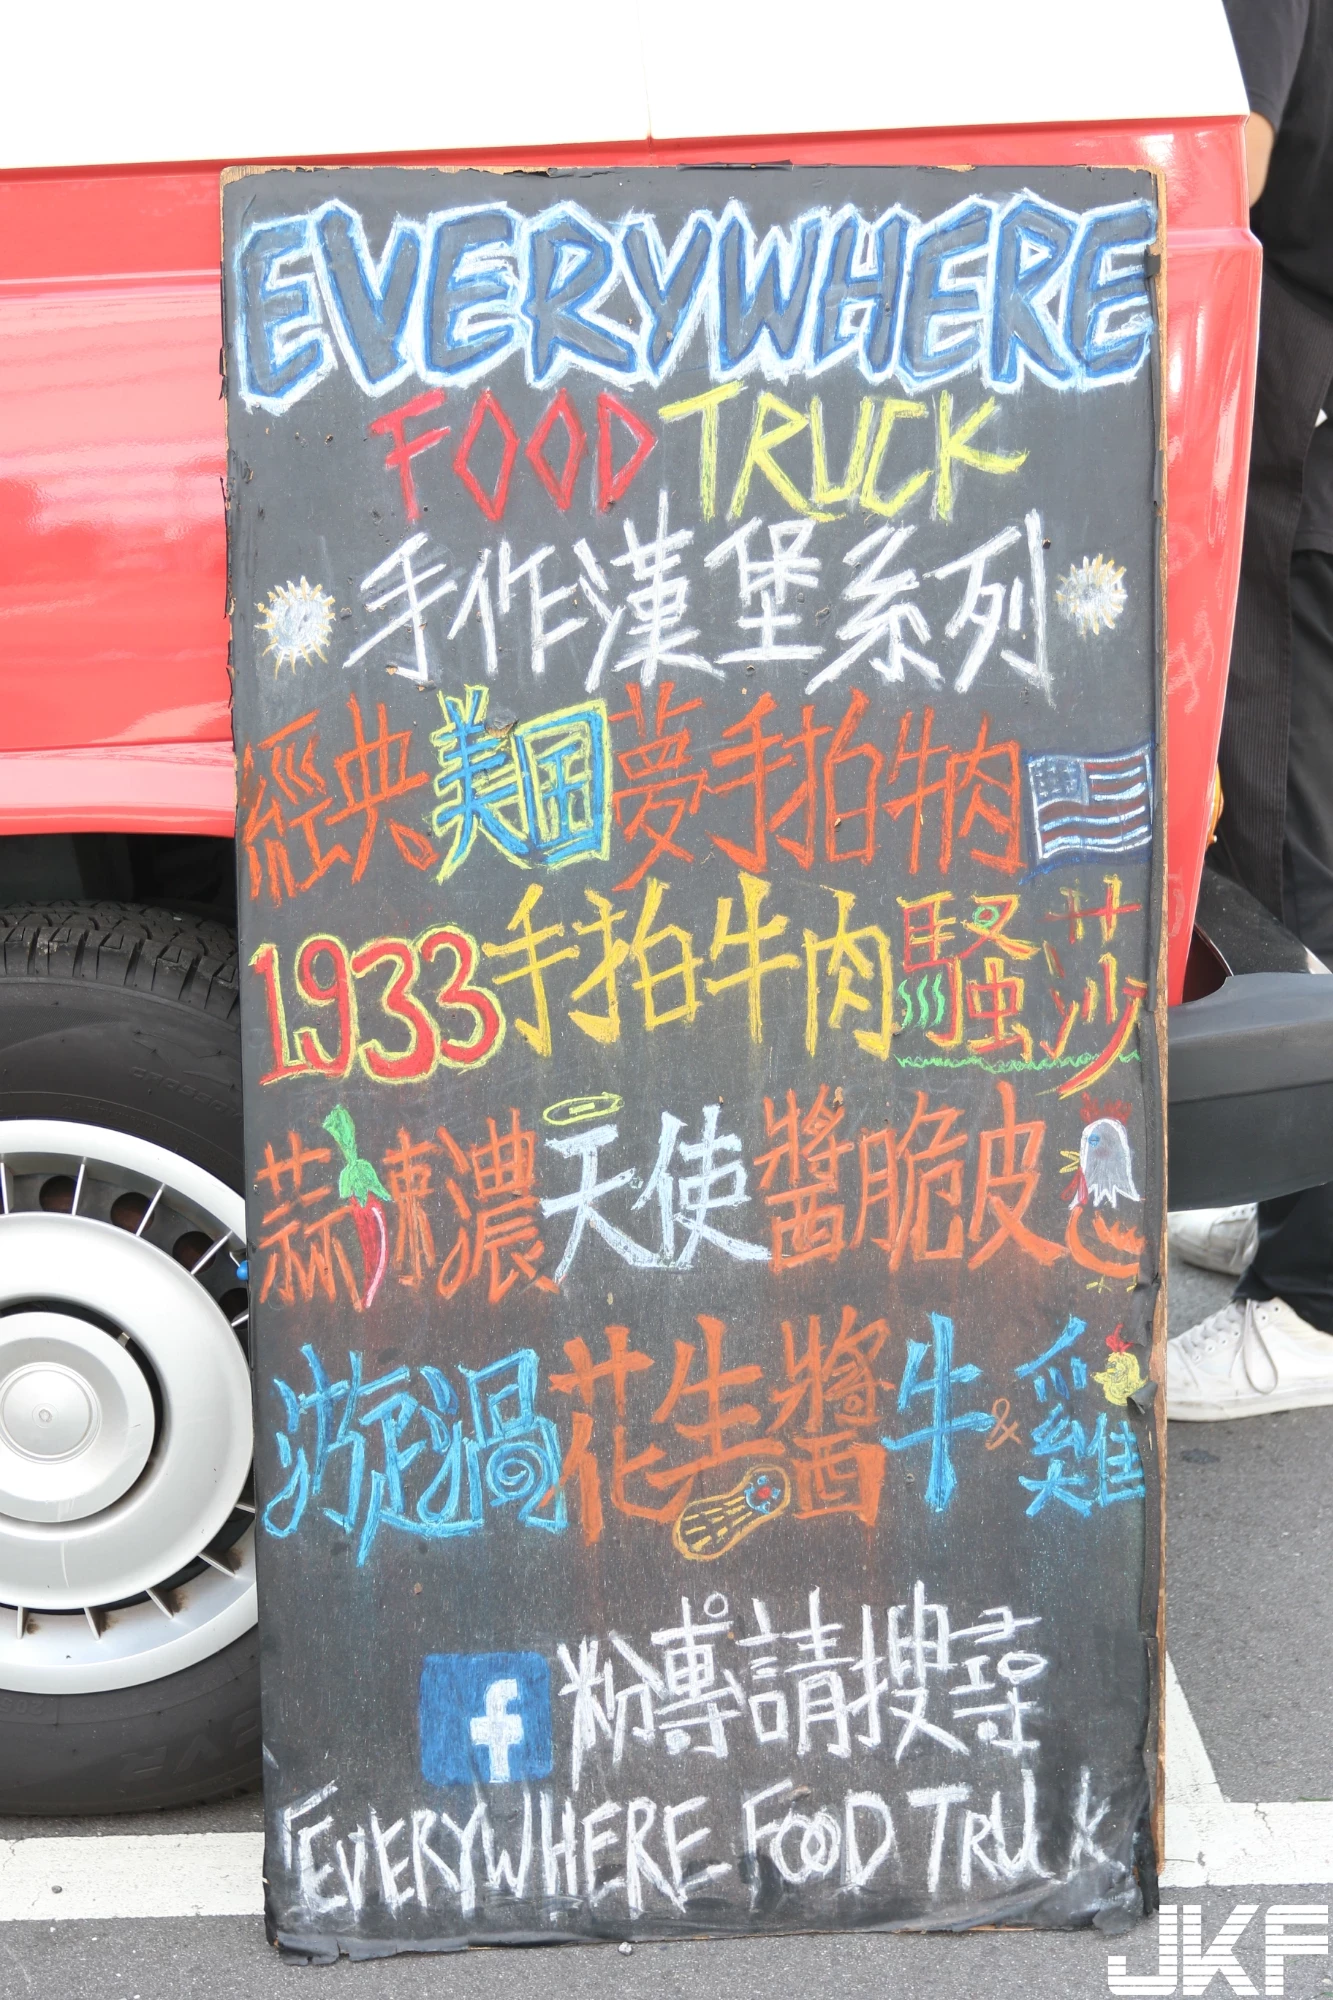 EVERYWHERE
FOOD TRUCK
手作漢堡系列
經典美国夢手拍牛肉
1933手拍牛肉騷莎
蒜辣濃天使醬脆皮
漩渦花生醬牛&雞
f 粉專請搜尋
「EVERYWHERE FOOD TRUCK
JKF